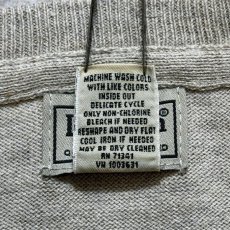 MACHINE WASH COLD
WITH LIKE COLORS
INSIDE OUT
DELICATE CYCLE
ONLY NON-CHLORINE
BLEACH IF NEEDED
RESHAPE AND DRY FLAT
COOL IRON IF NEEDED
MAY BE DRY CLEANED
RN 71341
VN 1003631